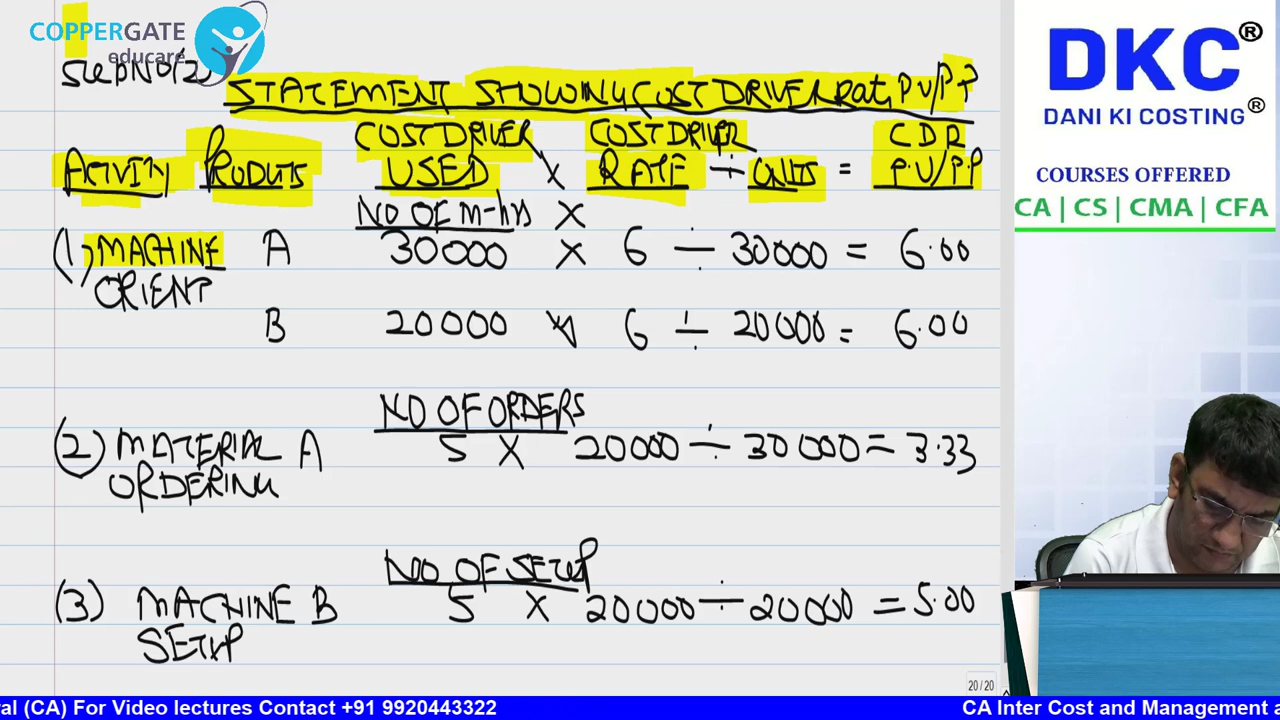 COPPERGATE
educare
Step NO (2)
STATEMENT SHOWING COST DRIVER rate P.U/P.P
ACTIVITY PRODUTS COST DRIVER USED X COST DRIVER RATE ÷ UNITS = CDR P.U/P.P
NO OF m-hrs X
(1) MACHINE A 30000 X 6 ÷ 30000 = 6.00
ORIENT
B 20000 X 6 ÷ 20000 = 6.00
NO OF ORDERS
(2) MATERIAL A 5 X 20000 ÷ 30000 = 3.33
ORDERING
NO OF SETUP
(3) MACHINE B 5 X 20000 ÷ 20000 = 5.00
SETUP
20/20
DKC®
DANI KI COSTING®
COURSES OFFERED
CA | CS | CMA | CFA
ral (CA) For Video lectures Contact +91 9920443322
CA Inter Cost and Management a